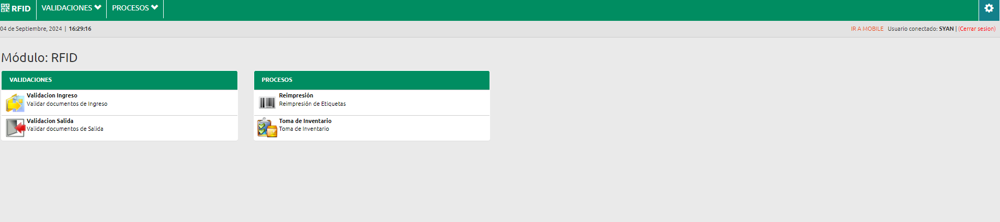 RFID VALIDACIONES PROCESOS
04 de Septiembre, 2024 | 16:29:16 IR A MOBILE Usuario conectado: SYAN | (Cerrar sesion)
Módulo: RFID
VALIDACIONES
Validacion Ingreso
Validar documentos de Ingreso
Validacion Salida
Validar documentos de Salida
PROCESOS
Reimpresión
Reimpresión de Etiquetas
Toma de Inventario
Toma de Inventario